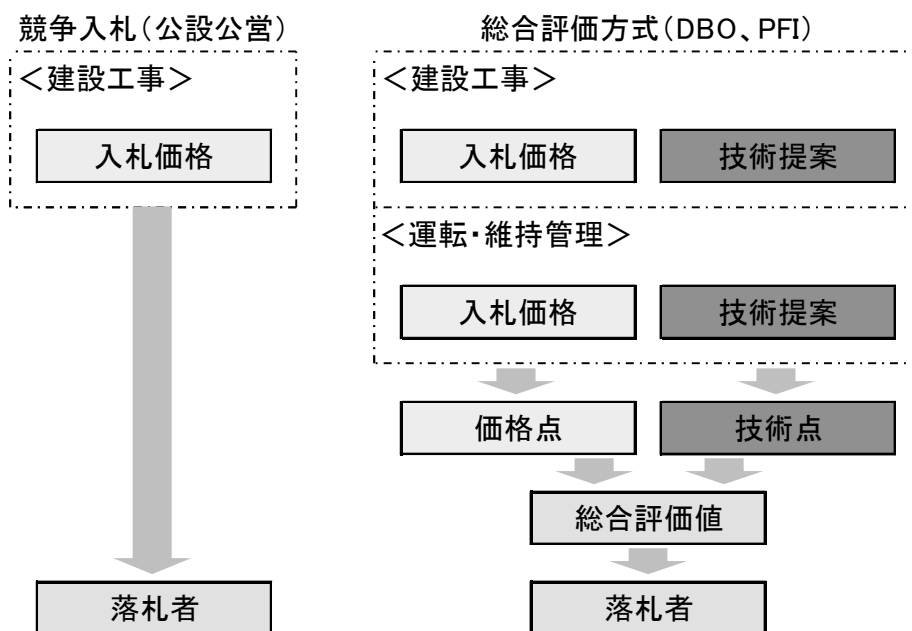 競争入札(公設公営)
<建設工事>
入札価格
落札者
総合評価方式(DBO、PFI)
<建設工事>
入札価格 技術提案
<運転・維持管理>
入札価格 技術提案
価格点 技術点
総合評価値
落札者